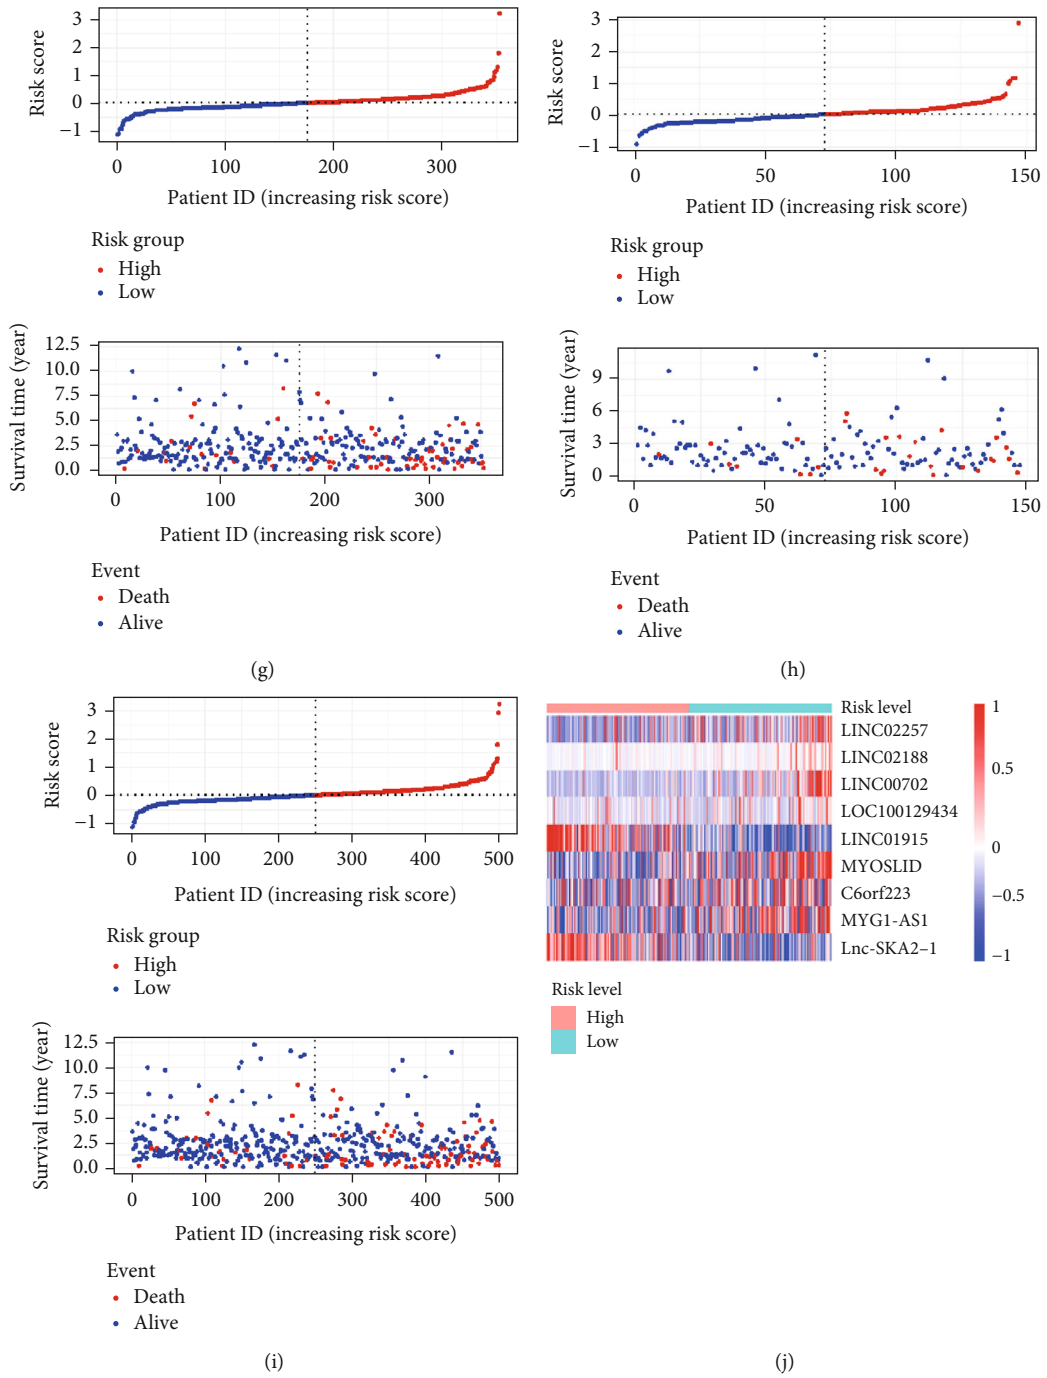 3
2
1
0
−1
Risk score
0 100 200 300
Patient ID (increasing risk score)
Risk group
High
Low
12.5
10.0
7.5
5.0
2.5
0.0
Survival time (year)
0 100 200 300
Patient ID (increasing risk score)
Event
Death
Alive
(g)
3
2
1
0
−1
Risk score
0 50 100 150
Patient ID (increasing risk score)
Risk group
High
Low
9
6
3
0
Survival time (year)
0 50 100 150
Patient ID (increasing risk score)
Event
Death
Alive
(h)
3
2
1
0
−1
Risk score
0 100 200 300 400 500
Patient ID (increasing risk score)
Risk group
High
Low
12.5
10.0
7.5
5.0
2.5
0.0
Survival time (year)
0 100 200 300 400 500
Patient ID (increasing risk score)
Event
Death
Alive
(i)
Risk level
LINC02257
LINC02188
LINC00702
LOC100129434
LINC01915
MYOSLID
C6orf223
MYG1-AS1
Lnc-SKA2–1
1
0.5
0
−0.5
−1
Risk level
High
Low
(j)